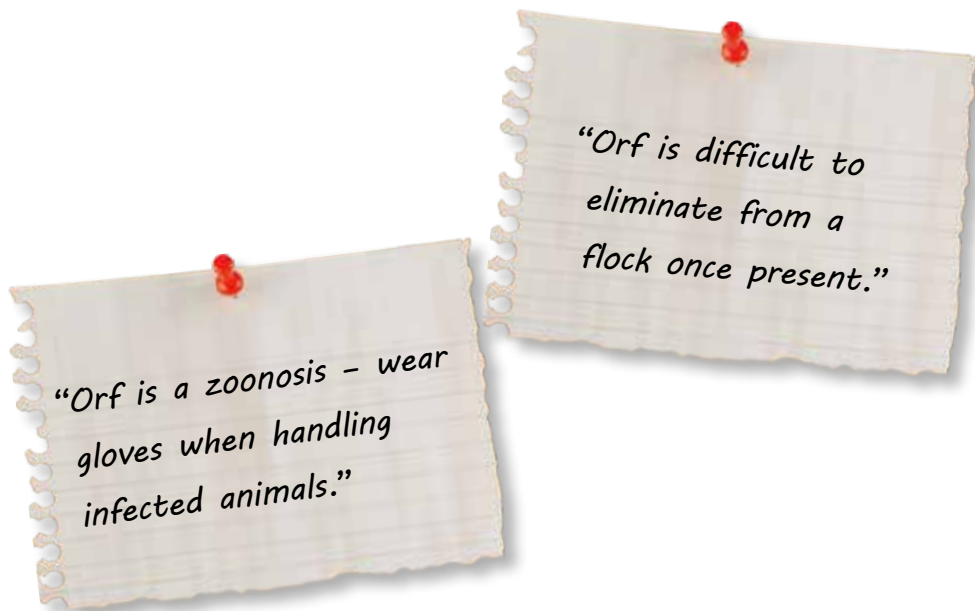 “Orf is difficult to
eliminate from a
flock once present.”
“Orf is a zoonosis – wear
gloves when handling
infected animals.”